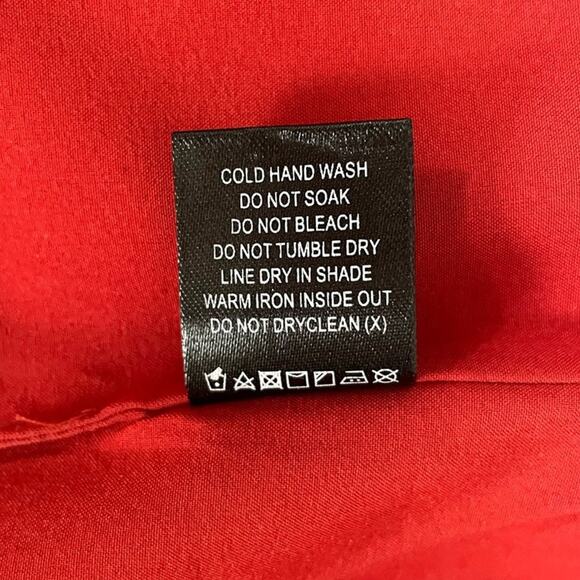 COLD HAND WASH
DO NOT SOAK
DO NOT BLEACH
DO NOT TUMBLE DRY
LINE DRY IN SHADE
WARM IRON INSIDE OUT
DO NOT DRYCLEAN (X)